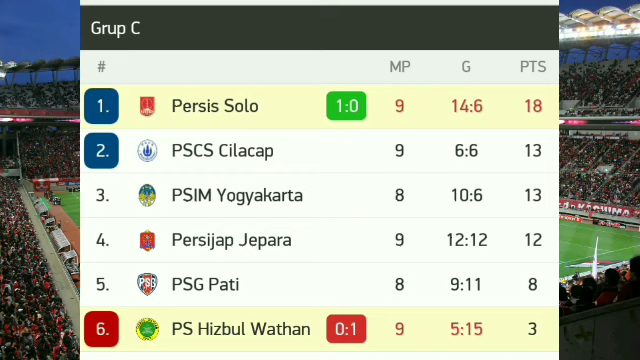 Grup C
# MP G PTS
1. Persis Solo 1:0 9 14:6 18
2. PSCS Cilacap 9 6:6 13
3. PSIM Yogyakarta 8 10:6 13
4. Persijap Jepara 9 12:12 12
5. PSG Pati 8 9:11 8
6. PS Hizbul Wathan 0:1 9 5:15 3